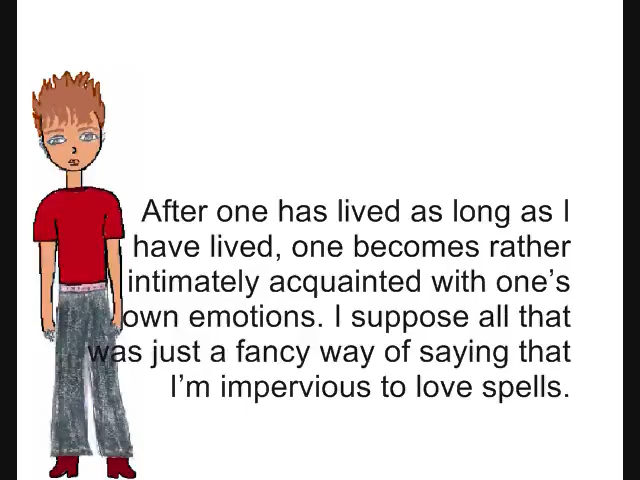 After one has lived as long as I
have lived, one becomes rather
intimately acquainted with one’s
own emotions. I suppose all that
was just a fancy way of saying that
I’m impervious to love spells.